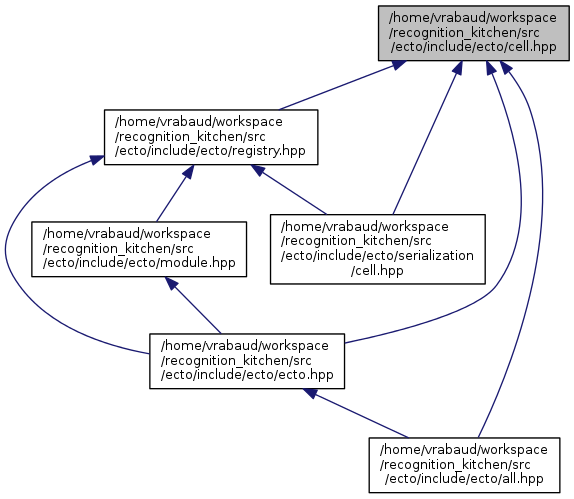 /home/vrabaud/workspace
/recognition_kitchen/src
/ecto/include/ecto/cell.hpp
/home/vrabaud/workspace
/recognition_kitchen/src
/ecto/include/ecto/registry.hpp
/home/vrabaud/workspace
/recognition_kitchen/src
/ecto/include/ecto/module.hpp
/home/vrabaud/workspace
/recognition_kitchen/src
/ecto/include/ecto/serialization
/cell.hpp
/home/vrabaud/workspace
/recognition_kitchen/src
/ecto/include/ecto/ecto.hpp
/home/vrabaud/workspace
/recognition_kitchen/src
/ecto/include/ecto/all.hpp